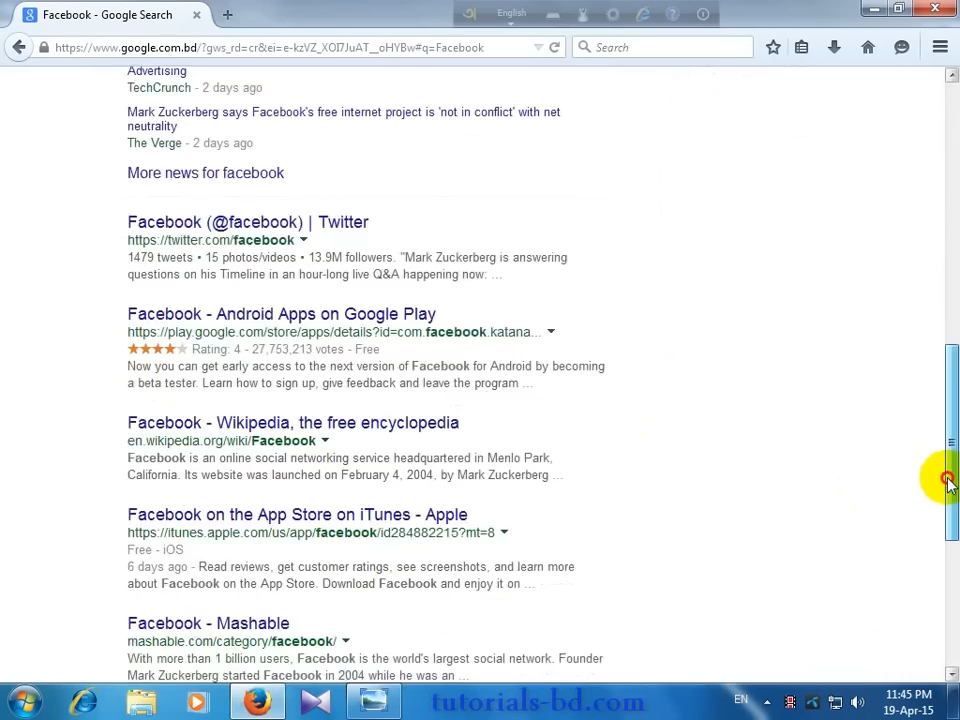 Facebook - Google Search
English
https://www.google.com.bd/?gws_rd=cr&ei=e-kzVZ_XOI7JuAT__oHYBw#q=Facebook
Search
Advertising
TechCrunch - 2 days ago
Mark Zuckerberg says Facebook's free internet project is 'not in conflict' with net
neutrality
The Verge - 2 days ago
More news for facebook
Facebook (@facebook) | Twitter
https://twitter.com/facebook
1479 tweets • 15 photos/videos • 13.9M followers. "Mark Zuckerberg is answering
questions on his Timeline in an hour-long live Q&A happening now: ...
Facebook - Android Apps on Google Play
https://play.google.com/store/apps/details?id=com.facebook.katana...
Rating: 4 - 27,753,213 votes - Free
Now you can get early access to the next version of Facebook for Android by becoming
a beta tester. Learn how to sign up, give feedback and leave the program ...
Facebook - Wikipedia, the free encyclopedia
en.wikipedia.org/wiki/Facebook
Facebook is an online social networking service headquartered in Menlo Park,
California. Its website was launched on February 4, 2004, by Mark Zuckerberg ...
Facebook on the App Store on iTunes - Apple
https://itunes.apple.com/us/app/facebook/id284882215?mt=8
Free - iOS
6 days ago - Read reviews, get customer ratings, see screenshots, and learn more
about Facebook on the App Store. Download Facebook and enjoy it on ...
Facebook - Mashable
mashable.com/category/facebook/
With more than 1 billion users, Facebook is the world's largest social network. Founder
Mark Zuckerberg started Facebook in 2004 while he was an ...
tutorials-bd.com
EN
11:45 PM
19-Apr-15